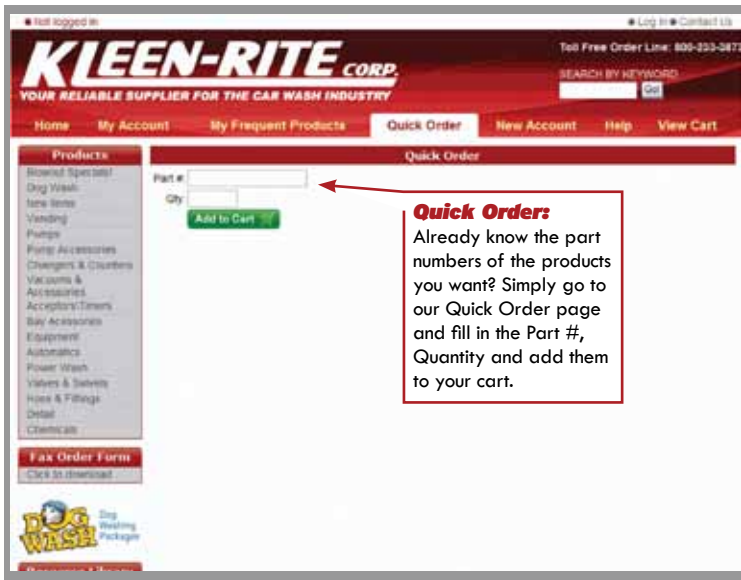 Not logged in
Log In Contact Us
KLEEN-RITE CORP.
YOUR RELIABLE SUPPLIER FOR THE CAR WASH INDUSTRY
Toll Free Order Line: 800-233-3873
SEARCH BY KEYWORD
Go!
Home My Account My Frequent Products Quick Order New Account Help View Cart
Products
Blowout Specials!
Dog Wash
New Items
Vending
Pumps
Pump Accessories
Changers & Counters
Vacuums &
Accessories
Acceptors/Timers
Bay Acessories
Equipment
Automatics
Power Wash
Valves & Swivels
Hose & Fittings
Detail
Chemicals
Fax Order Form
Click to download
DOG WASH
Dog
Washing
Packages
Resource Library
Quick Order
Part #:
Qty:
Add to Cart
Quick Order:
Already know the part
numbers of the products
you want? Simply go to
our Quick Order page
and fill in the Part #,
Quantity and add them
to your cart.